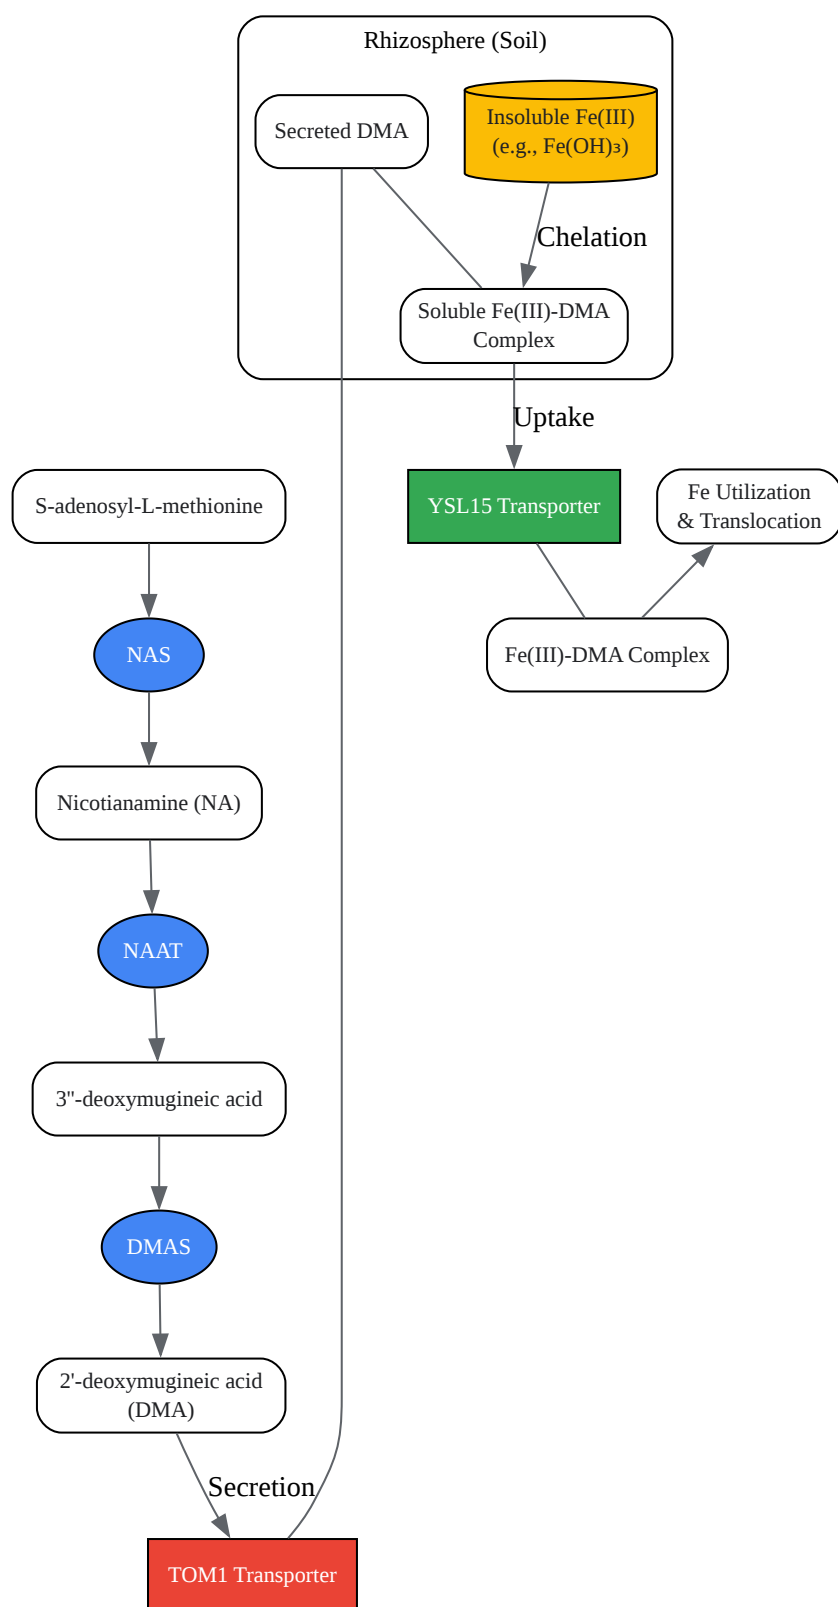 Rhizosphere (Soil)
Secreted DMA
Insoluble Fe(III)
(e.g., Fe(OH)₃)
Chelation
Soluble Fe(III)-DMA
Complex
Uptake
S-adenosyl-L-methionine
YSL15 Transporter
Fe Utilization
& Translocation
NAS
Fe(III)-DMA Complex
Nicotianamine (NA)
NAAT
3"-deoxymugineic acid
DMAS
2'-deoxymugineic acid
(DMA)
Secretion
TOM1 Transporter